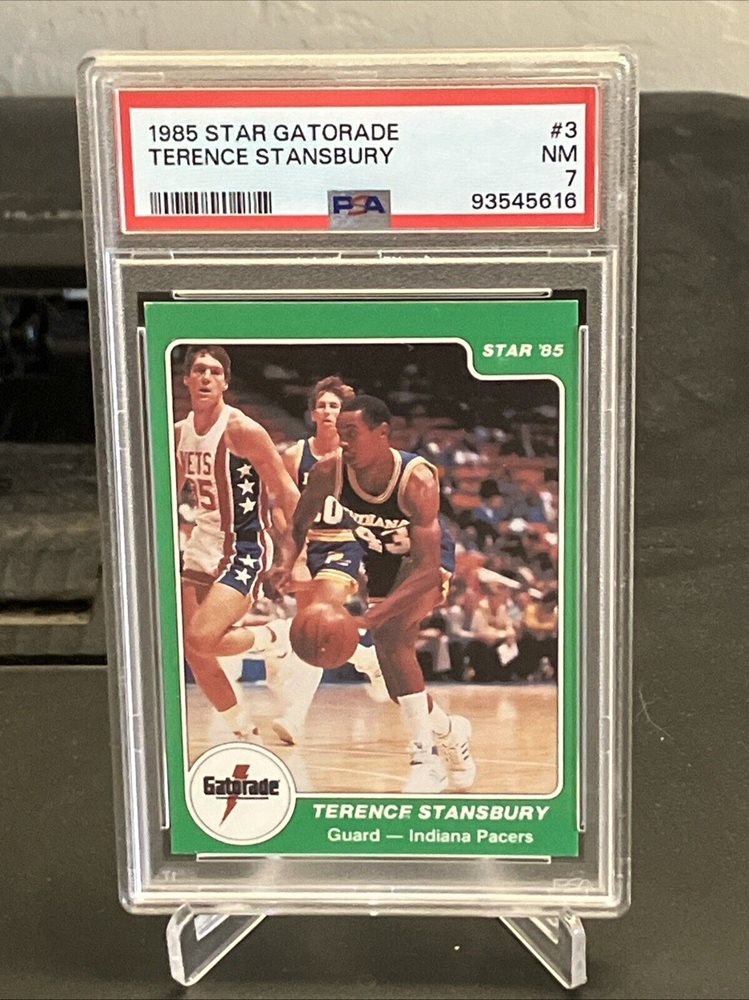 1985 STAR GATORADE #3
TERENCE STANSBURY NM
7
PSA 93545616
STAR '85
NETS
INDIANA
Gatorade
TERENCE STANSBURY
Guard — Indiana Pacers